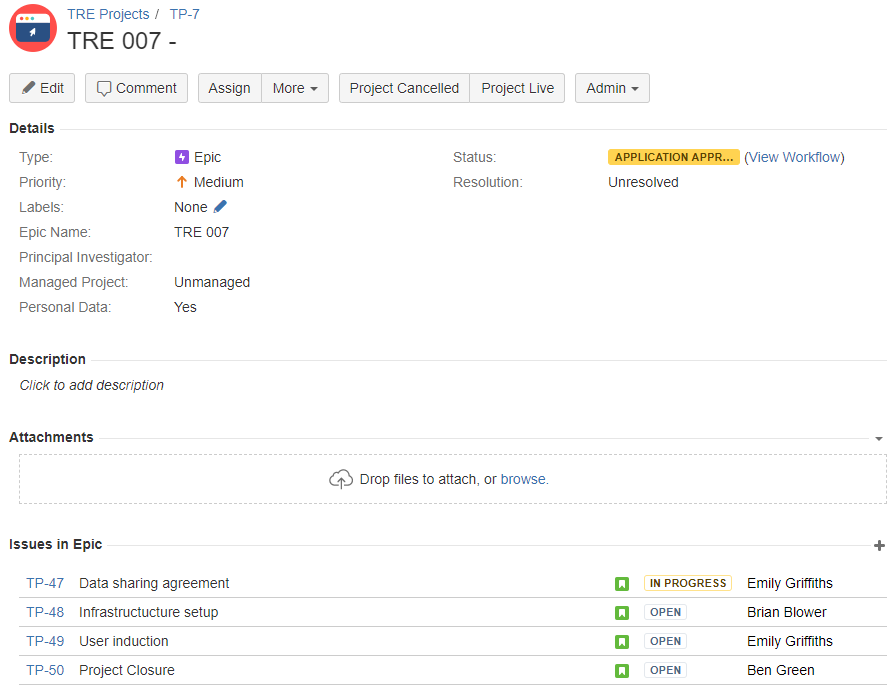 TRE Projects / TP-7
TRE 007 -
Edit Comment Assign More Project Cancelled Project Live Admin
Details
Type: Epic Status: APPLICATION APPR... (View Workflow)
Priority: Medium Resolution: Unresolved
Labels: None
Epic Name: TRE 007
Principal Investigator:
Managed Project: Unmanaged
Personal Data: Yes
Description
Click to add description
Attachments
Drop files to attach, or browse.
Issues in Epic
TP-47 Data sharing agreement IN PROGRESS Emily Griffiths
TP-48 Infrastructucture setup OPEN Brian Blower
TP-49 User induction OPEN Emily Griffiths
TP-50 Project Closure OPEN Ben Green